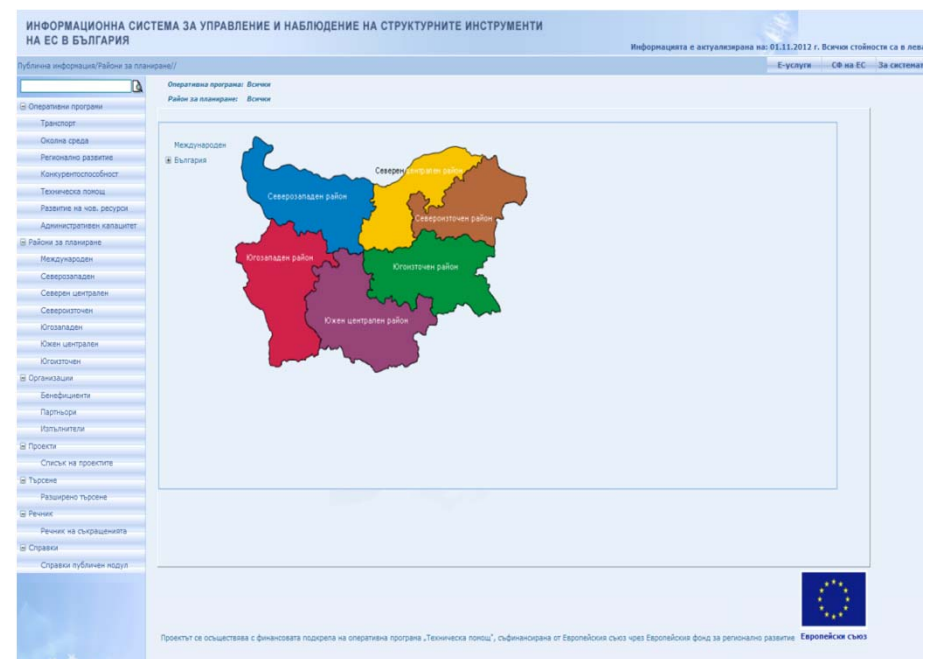 ИНФОРМАЦИОННА СИСТЕМА ЗА УПРАВЛЕНИЕ И НАБЛЮДЕНИЕ НА СТРУКТУРНИТЕ ИНСТРУМЕНТИ
НА ЕС В БЪЛГАРИЯ
Информацията е актуализирана на: 01.11.2012 г. Всички стойности са в лева
Публична информация/Райони за планиране//
Е-услуги СФ на ЕС За системат
Оперативна програма: Всички
Район за планиране: Всички
Оперативни програми
Транспорт
Околна среда
Регионално развитие
Конкурентоспособност
Техническа помощ
Развитие на чов. ресурси
Административен капацитет
Райони за планиране
Международен
Северозападен
Северен централен
Североизточен
Югозападен
Южен централен
Югоизточен
Организации
Бенефициенти
Партньори
Изпълнители
Проекти
Списък на проектите
Търсене
Разширено търсене
Речник
Речник на съкращенията
Справки
Справки публичен модул
Международен
България
Северен централен район
Северозападен район
Североизточен район
Югозападен район
Югоизточен район
Южен централен район
Проектът се осъществява с финансовата подкрепа на оперативна програма „Техническа помощ", съфинансирана от Европейския съюз чрез Европейския фонд за регионално развитие
Европейски съюз